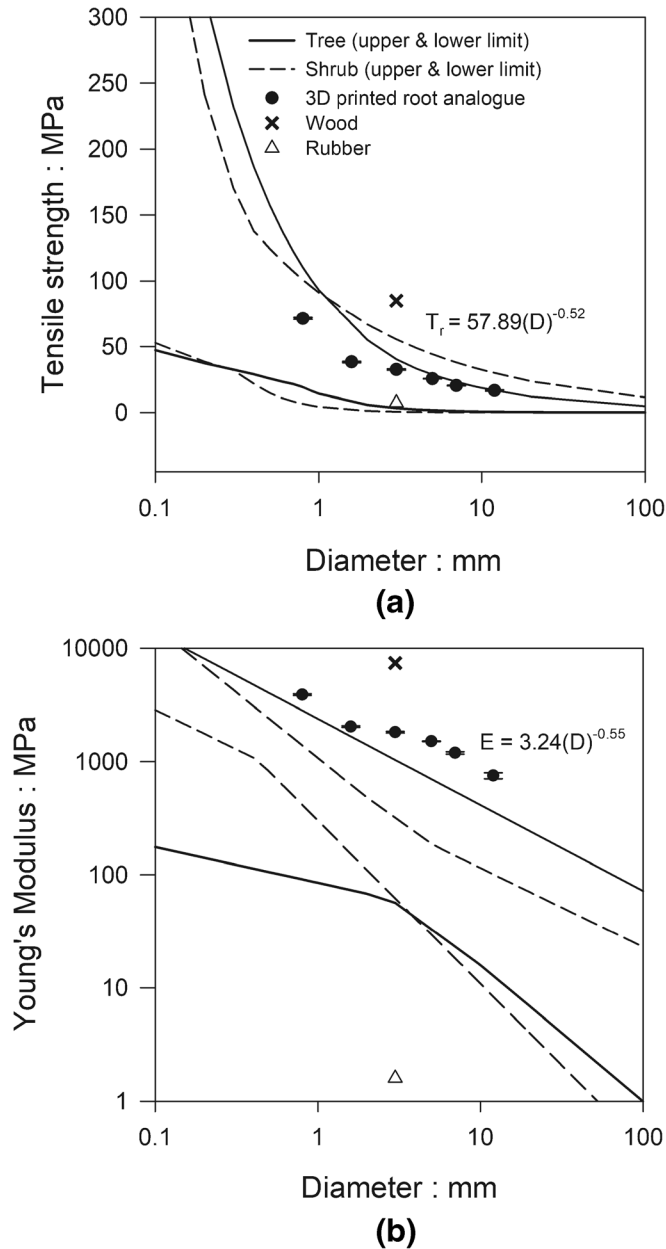 300
250
200
150
100
50
0
Tensile strength : MPa
Tree (upper & lower limit)
Shrub (upper & lower limit)
3D printed root analogue
Wood
Rubber
Tr = 57.89(D)-0.52
0.1 1 10 100
Diameter : mm
(a)
10000
1000
100
10
1
Young's Modulus : MPa
E = 3.24(D)-0.55
0.1 1 10 100
Diameter : mm
(b)